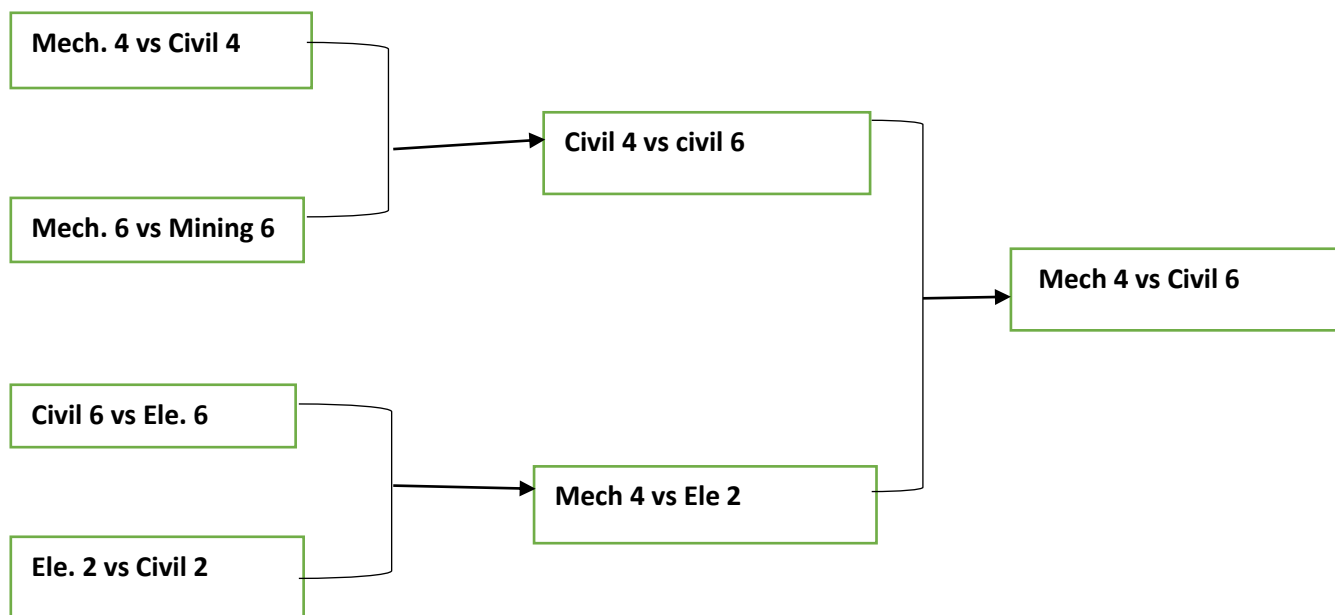 Mech. 4 vs Civil 4
Mech. 6 vs Mining 6
Civil 6 vs Ele. 6
Ele. 2 vs Civil 2
Civil 4 vs civil 6
Mech 4 vs Ele 2
Mech 4 vs Civil 6